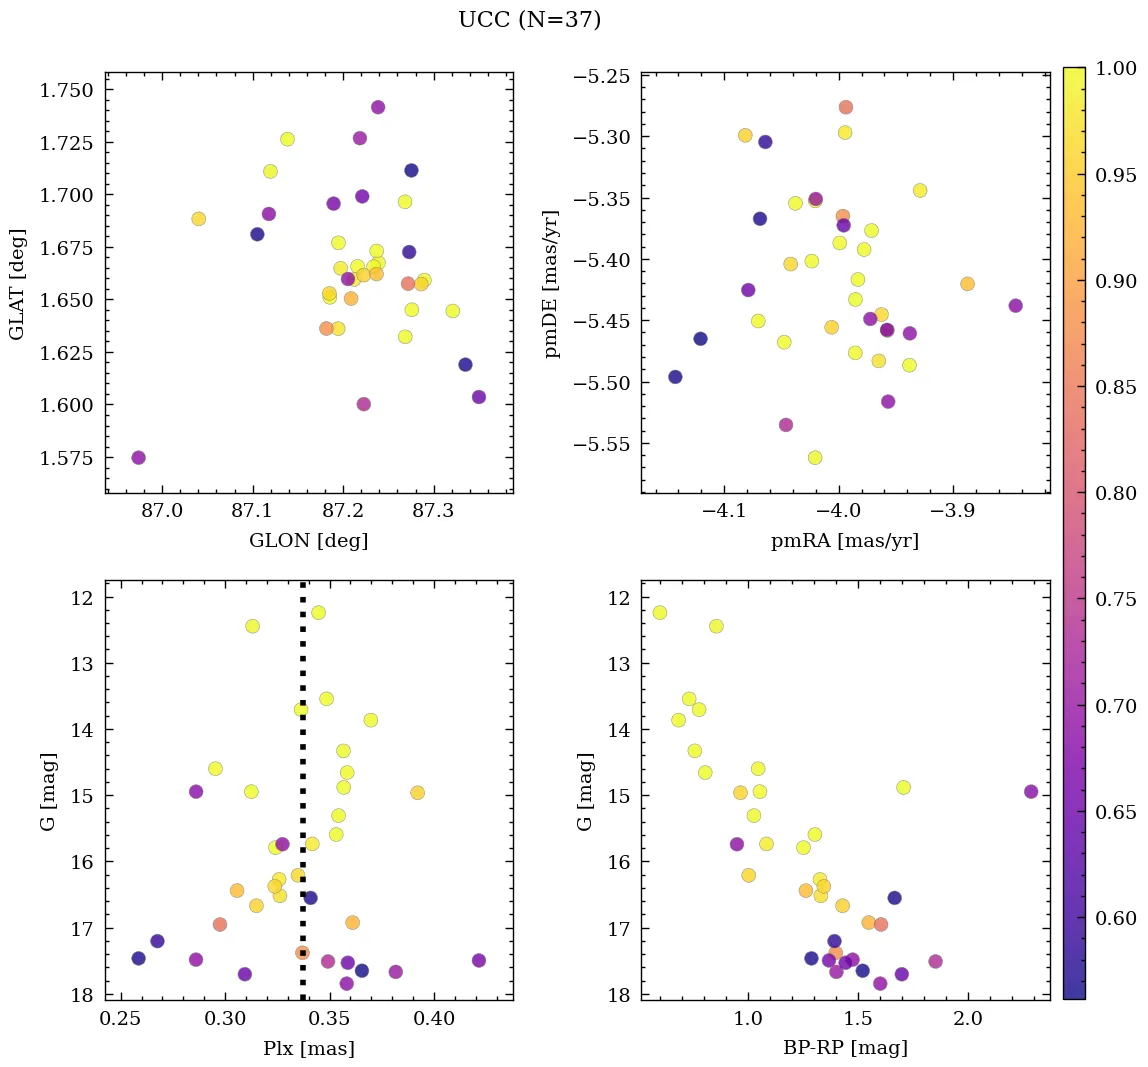 UCC (N=37)
1.750
1.725
1.700
1.675
1.650
1.625
1.600
1.575
GLAT [deg]
87.0 87.1 87.2 87.3
GLON [deg]
−5.25
−5.30
−5.35
−5.40
−5.45
−5.50
−5.55
pmDE [mas/yr]
−4.1 −4.0 −3.9
pmRA [mas/yr]
12
13
14
15
16
17
18
G [mag]
0.25 0.30 0.35 0.40
Plx [mas]
12
13
14
15
16
17
18
G [mag]
1.0 1.5 2.0
BP-RP [mag]
1.00
0.95
0.90
0.85
0.80
0.75
0.70
0.65
0.60